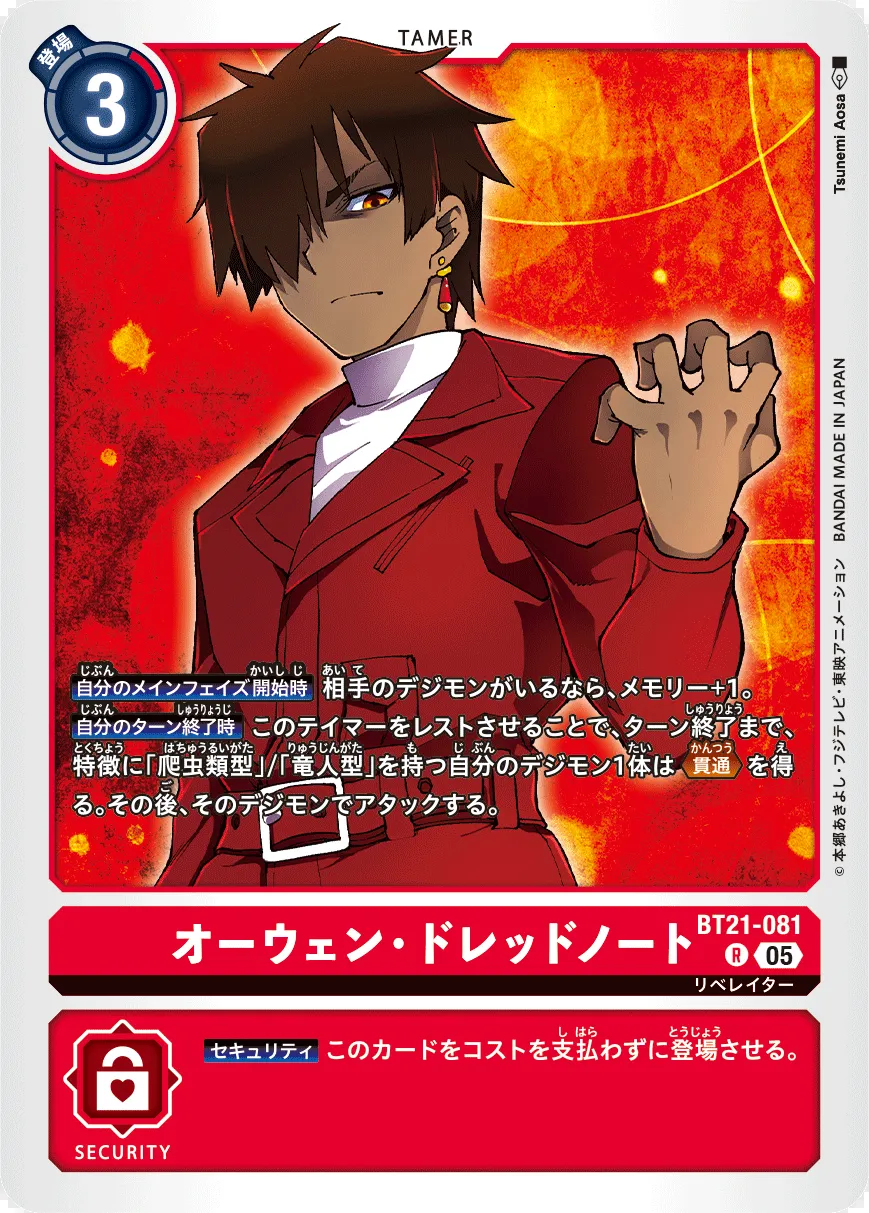 TAMER
登場
3
Tsunemi Aosa
自分のメインフェイズ開始時 相手のデジモンがいるなら、メモリー+1。
自分のターン終了時 このテイマーをレストさせることで、ターン終了まで、
特徴に「爬虫類型」/「竜人型」を持つ自分のデジモン1体は 貫通 を得
る。その後、そのデジモンでアタックする。
©本郷あきよし・フジテレビ・東映アニメーション BANDAI MADE IN JAPAN
オーウェン・ドレッドノート
BT21-081
R 05
リベレイター
セキュリティ このカードをコストを支払わずに登場させる。
SECURITY